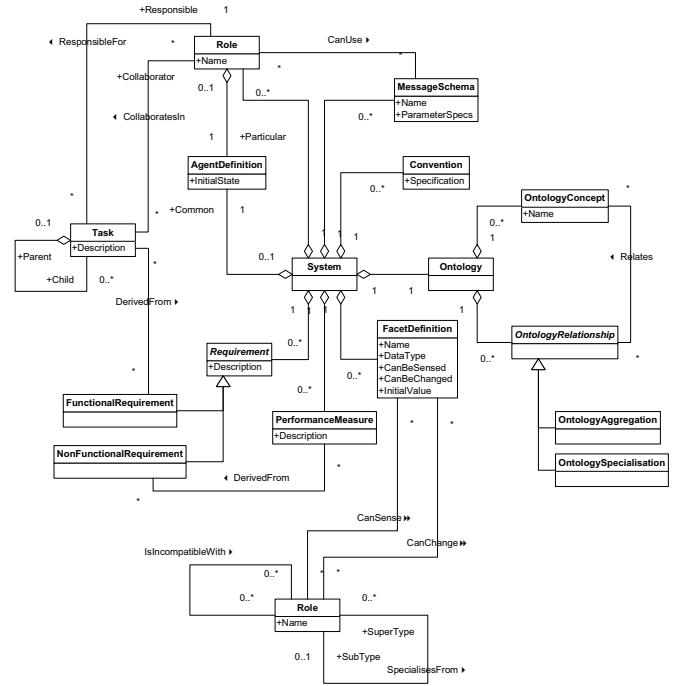 +Responsible 1
◄ ResponsibleFor * Role CanUse ►
+Name * *
+Collaborator
0..1 0..* MessageSchema
+Name
+ParameterSpecs
◄ CollaboratesIn 0..*
1 +Particular
AgentDefinition Convention
+InitialState +Specification
0..*
* * +Common 1 OntologyConcept *
+Name
0..1 Task 0..*
+Description 1 1 1 1
+Parent * 0..1 System Ontology ◄ Relates
+Child 0..* 1 1
DerivedFrom ► 1 1 1 1 1
FacetDefinition OntologyRelationship
+Name
+DataType
+CanBeSensed
+CanBeChanged
+InitialValue
Requirement 0..* 0..* *
+Description 0..*
* 0..*
FunctionalRequirement
PerformanceMeasure OntologyAggregation
+Description * *
NonFunctionalRequirement OntologySpecialisation
*
◄ DerivedFrom
*
CanSense ►►
CanChange ►►
IsIncompatibleWith ►
0..* * *
0..* Role 0..*
+Name
+SuperType
0..1 +SubType
SpecialisesFrom ►